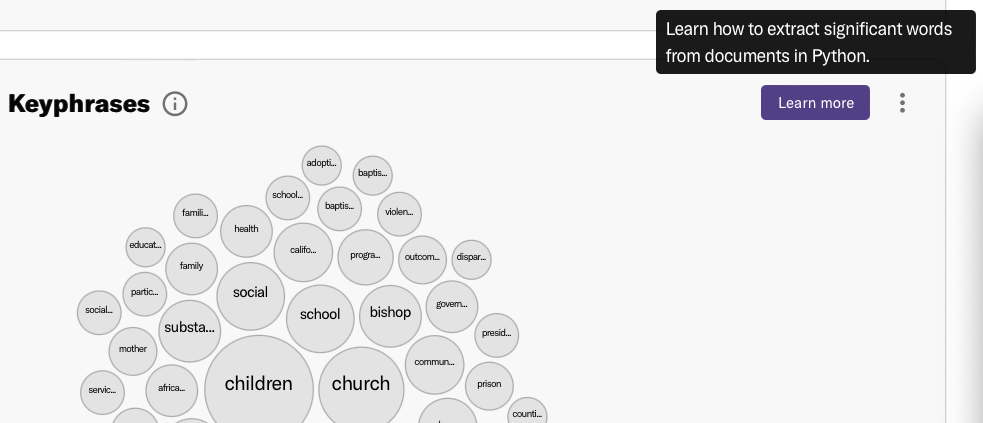 Learn how to extract significant words
from documents in Python.
Keyphrases
Learn more
adopti...
baptis...
school...
baptis...
violen...
famili...
health
educat...
califo...
progra...
outcom...
dispar...
family
partic...
social
social...
school
bishop
govern...
substa...
presid...
mother
commun...
children
church
prison
servic...
africa...
counti...